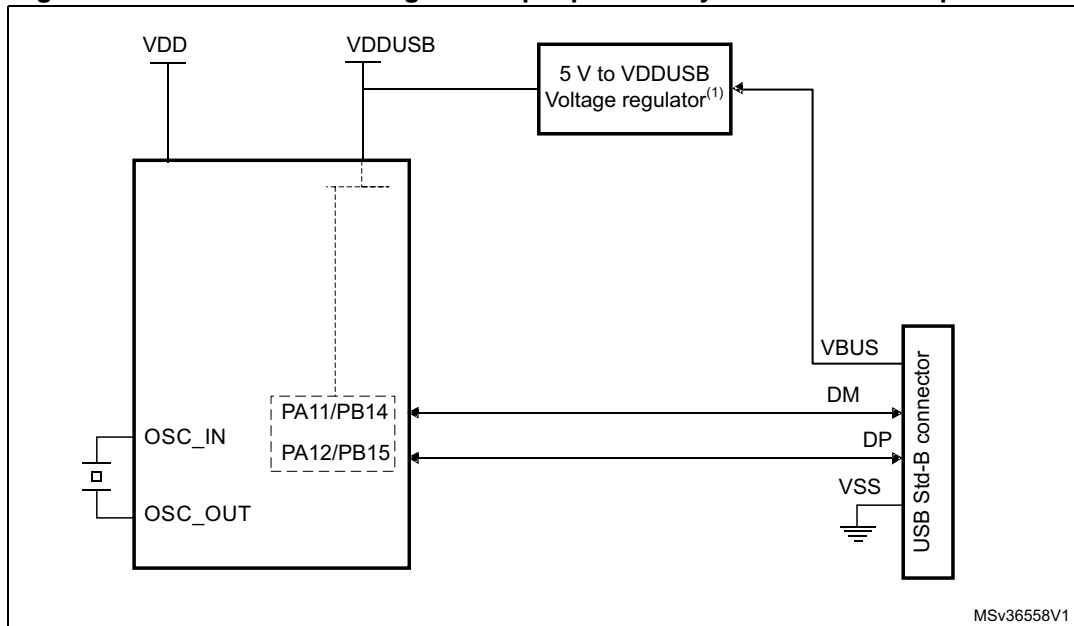 VDD
VDDUSB
5 V to VDDUSB
Voltage regulator(1)
VBUS
DM
PA11/PB14
DP
PA12/PB15
OSC_IN
VSS
OSC_OUT
USB Std-B connector
MSv36558V1